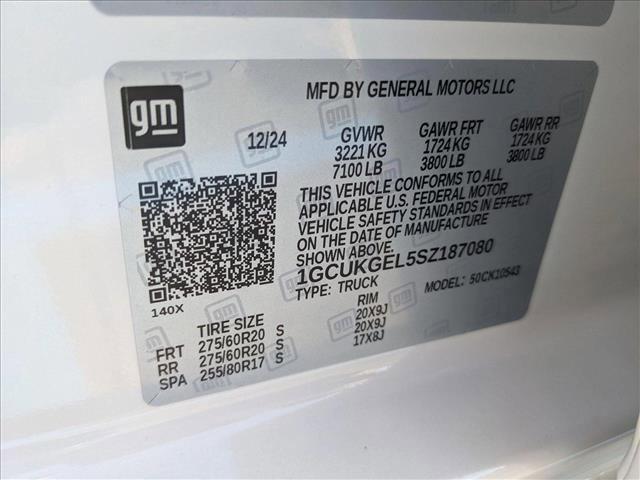 gm
MFD BY GENERAL MOTORS LLC
12/24
GVWR GAWR FRT GAWR RR
3221 KG 1724 KG 1724 KG
7100 LB 3800 LB 3800 LB
THIS VEHICLE CONFORMS TO ALL
APPLICABLE U.S. FEDERAL MOTOR
VEHICLE SAFETY STANDARDS IN EFFECT
ON THE DATE OF MANUFACTURE
SHOWN ABOVE.
1GCUKGEL5SZ187080
TYPE: TRUCK MODEL: 50CK10543
140X
TIRE SIZE RIM
FRT 275/60R20 S 20X9J
RR 275/60R20 S 20X9J
SPA 255/80R17 S 17X8J